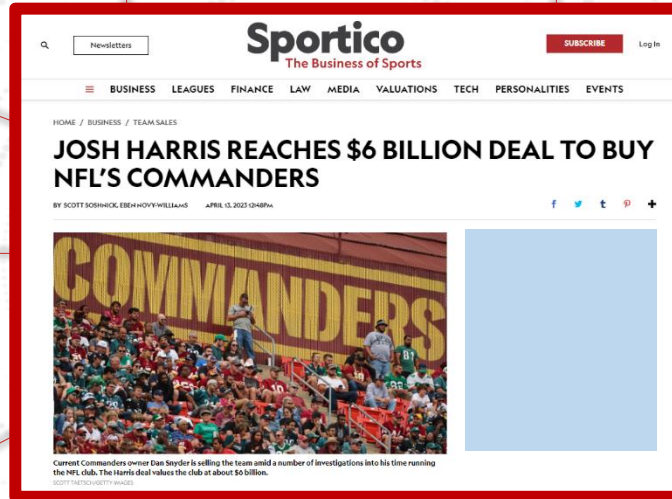 Newsletters
Sportico
The Business of Sports
SUBSCRIBE
Log In
BUSINESS LEAGUES FINANCE LAW MEDIA VALUATIONS TECH PERSONALITIES EVENTS
HOME / BUSINESS / TEAM SALES
JOSH HARRIS REACHES $6 BILLION DEAL TO BUY
NFL'S COMMANDERS
BY SCOTT SOSHNICK, EBEN NOVY-WILLIAMS APRIL 13, 2023 12:48PM
COMMANDERS
81
Current Commanders owner Dan Snyder is selling the team amid a number of investigations into his time running
the NFL club. The Harris deal values the club at about $6 billion.
SCOTT TAETSCH/GETTY IMAGES